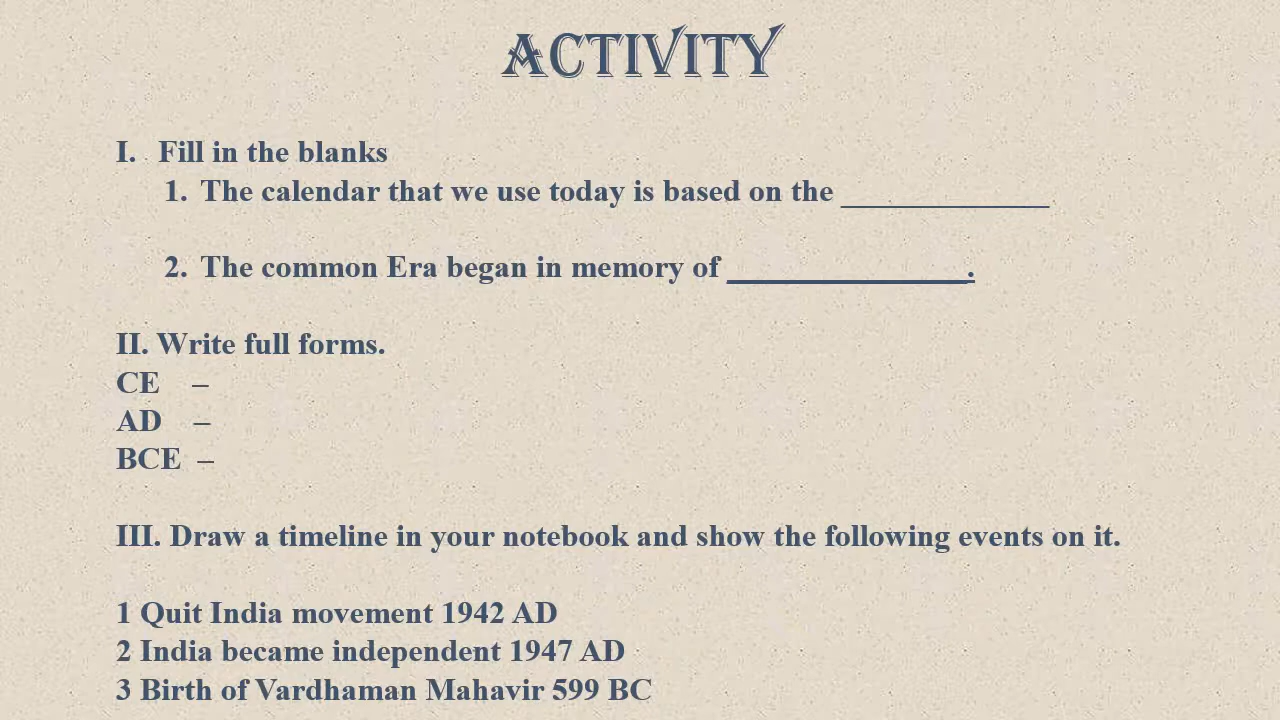 ACTIVITY
I. Fill in the blanks
1. The calendar that we use today is based on the _____________
2. The common Era began in memory of _______________.
II. Write full forms.
CE –
AD –
BCE –
III. Draw a timeline in your notebook and show the following events on it.
1 Quit India movement 1942 AD
2 India became independent 1947 AD
3 Birth of Vardhaman Mahavir 599 BC